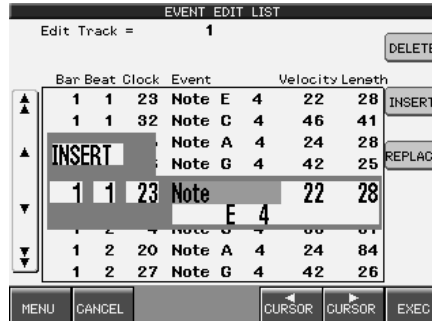 EVENT EDIT LIST
Edit Track = 1
DELETE
Bar Beat Clock Event Velocity Length
1 1 23 Note E 4 22 28
INSERT
1 1 32 Note C 4 46 41
Note A 4 24 28
INSERT
Note G 4 42 25
REPLAC
1 1 23 Note 22 28
E 4
1 2 20 Note A 4 24 84
1 2 27 Note G 4 42 26
MENU CANCEL CURSOR CURSOR EXEC